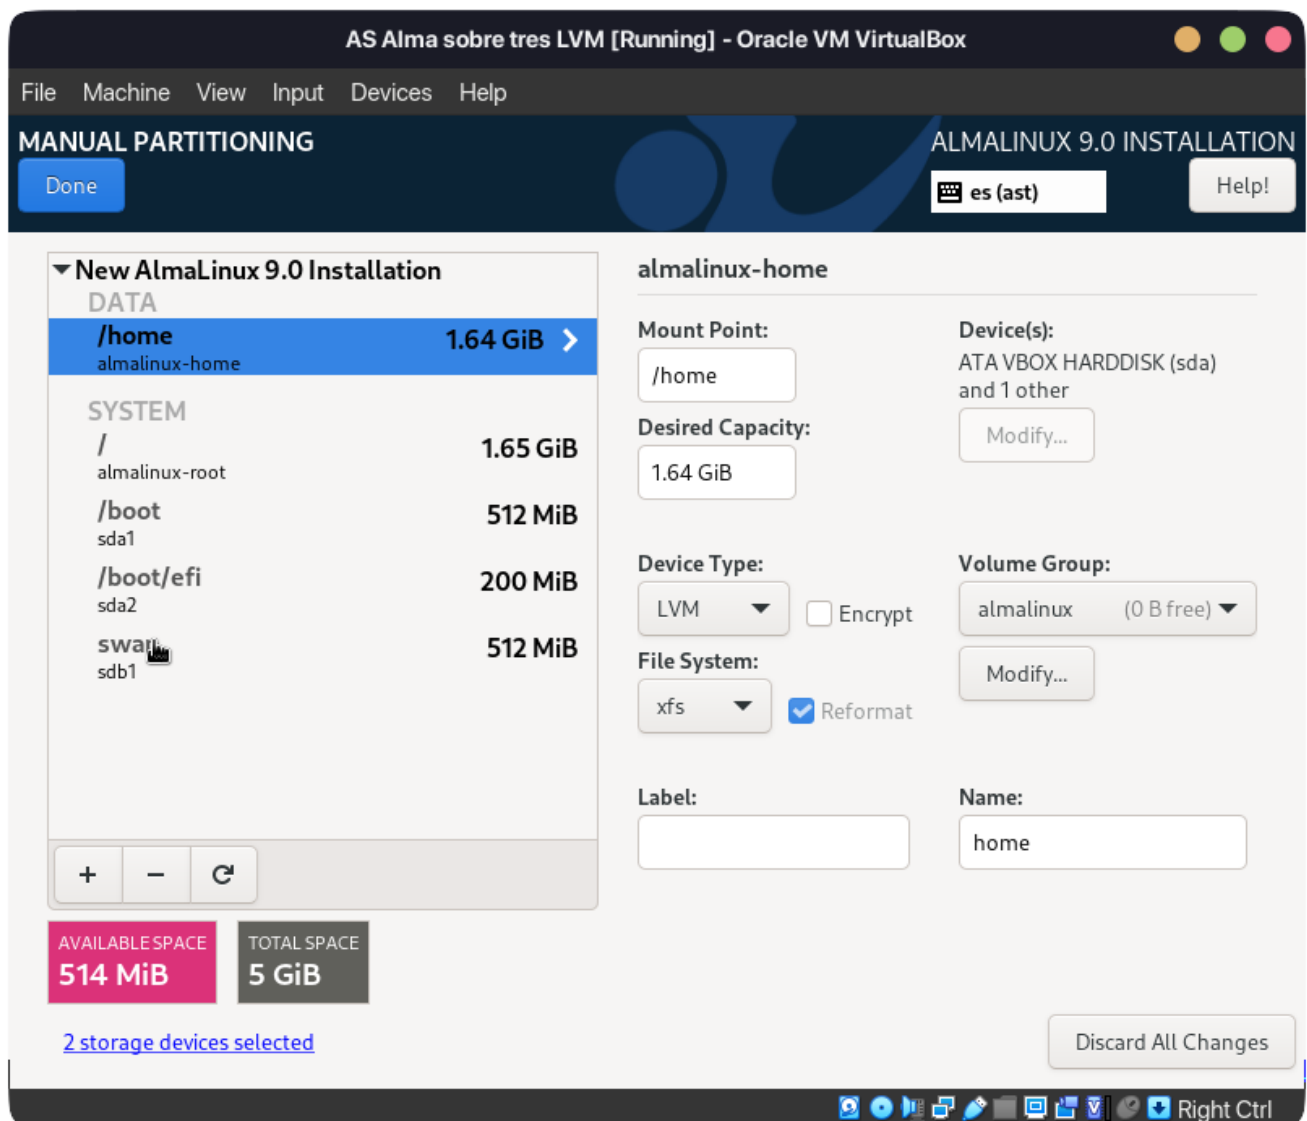 AS Alma sobre tres LVM [Running] - Oracle VM VirtualBox
File Machine View Input Devices Help
MANUAL PARTITIONING
ALMALINUX 9.0 INSTALLATION
Done
es (ast)
Help!
New AlmaLinux 9.0 Installation
DATA
/home 1.64 GiB
almalinux-home
SYSTEM
/ 1.65 GiB
almalinux-root
/boot 512 MiB
sda1
/boot/efi 200 MiB
sda2
swap 512 MiB
sdb1
+ −
AVAILABLE SPACE
514 MiB
TOTAL SPACE
5 GiB
2 storage devices selected
almalinux-home
Mount Point:
/home
Desired Capacity:
1.64 GiB
Device(s):
ATA VBOX HARDDISK (sda)
and 1 other
Modify...
Device Type:
LVM
Encrypt
Volume Group:
almalinux (0 B free)
Modify...
File System:
xfs
Reformat
Label:
Name:
home
Discard All Changes
Right Ctrl